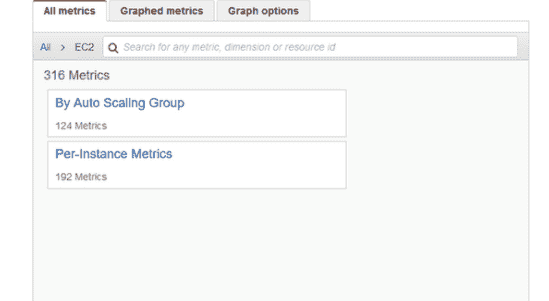 All metrics Graphed metrics Graph options
All > EC2 Search for any metric, dimension or resource id
316 Metrics
By Auto Scaling Group
124 Metrics
Per-Instance Metrics
192 Metrics